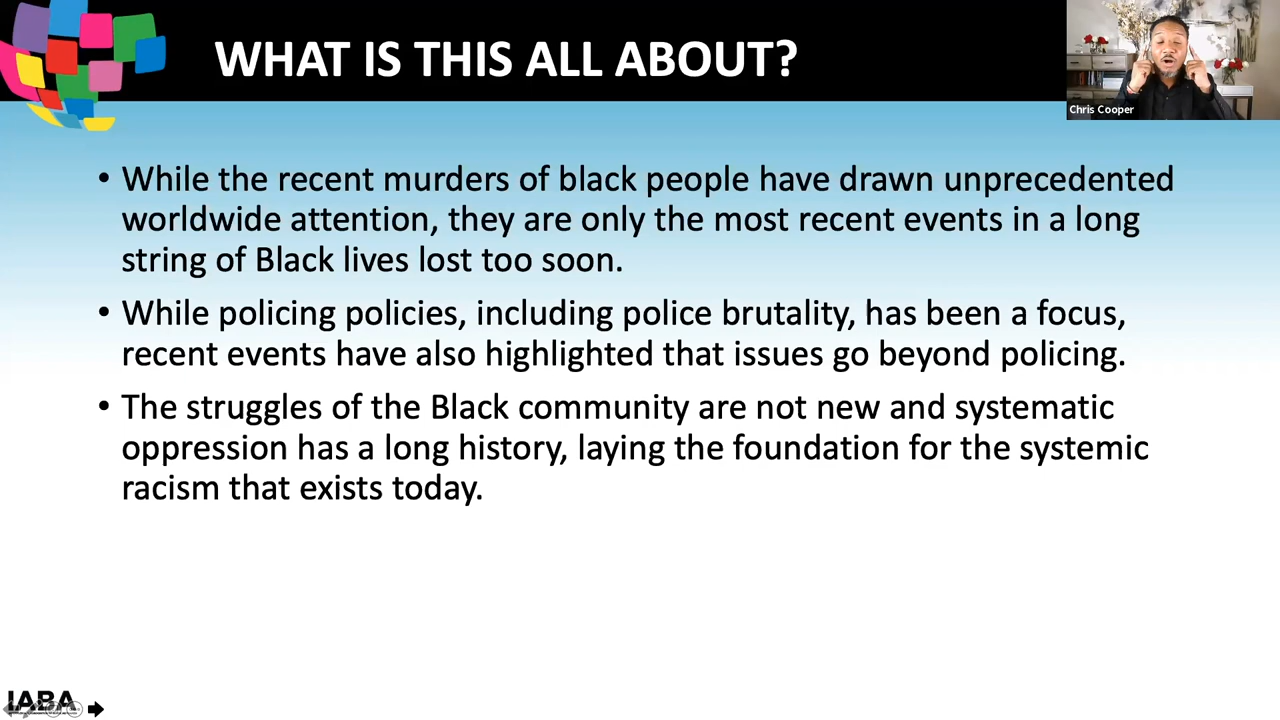 WHAT IS THIS ALL ABOUT?
Chris Cooper
• While the recent murders of black people have drawn unprecedented
worldwide attention, they are only the most recent events in a long
string of Black lives lost too soon.
• While policing policies, including police brutality, has been a focus,
recent events have also highlighted that issues go beyond policing.
• The struggles of the Black community are not new and systematic
oppression has a long history, laying the foundation for the systemic
racism that exists today.
IABA